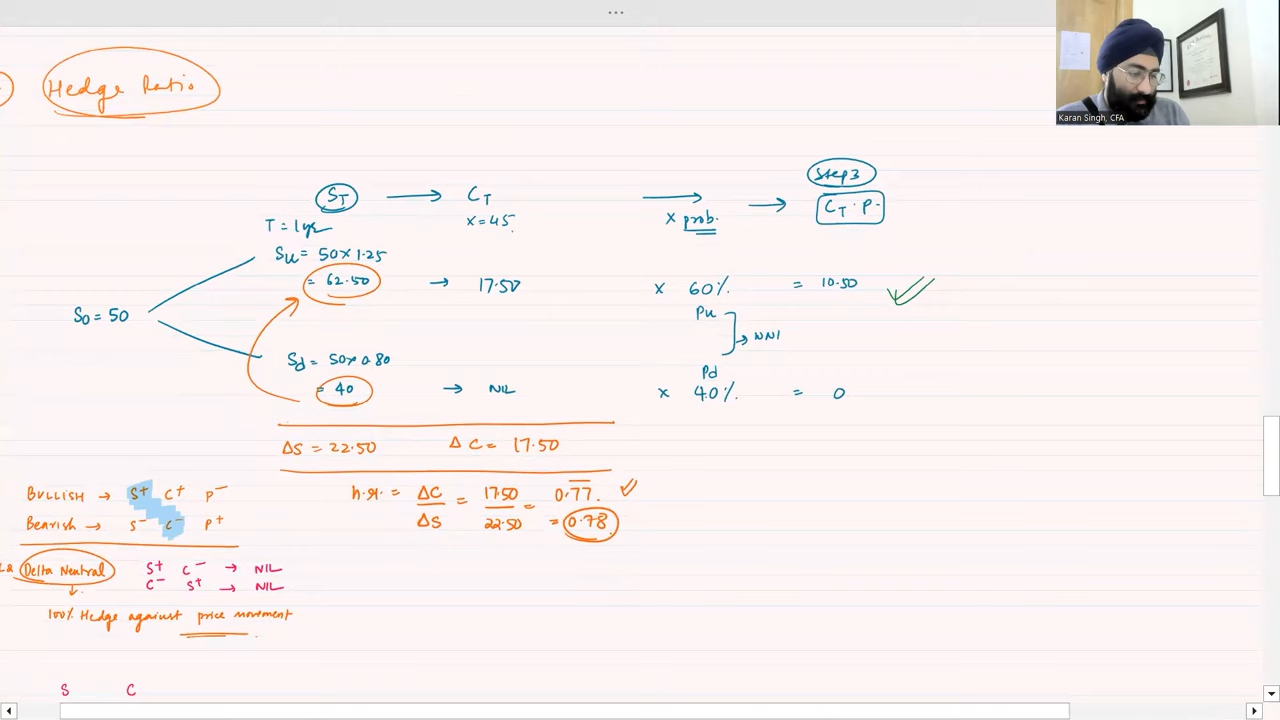 Karan Singh, CFA
Hedge Ratio
Step 3
ST → CT → → CT · P·
T = 1yr x = 45 x prob.
Su = 50 x 1.25
= 62.50 → 17.50 x 60% = 10.50
Pu
S0 = 50 → NNI
Sd = 50 x 0.80 Pd
= 40 → NIL x 40% = 0
ΔS = 22.50 ΔC = 17.50
BULLISH → S+ C+ P- h.r. = ΔC = 17.50 = 0.77.
Bearish → S- C- P+ ΔS 22.50 = 0.78
Delta Neutral S+ C- → NIL
C- S+ → NIL
100% Hedge against price movement
S C